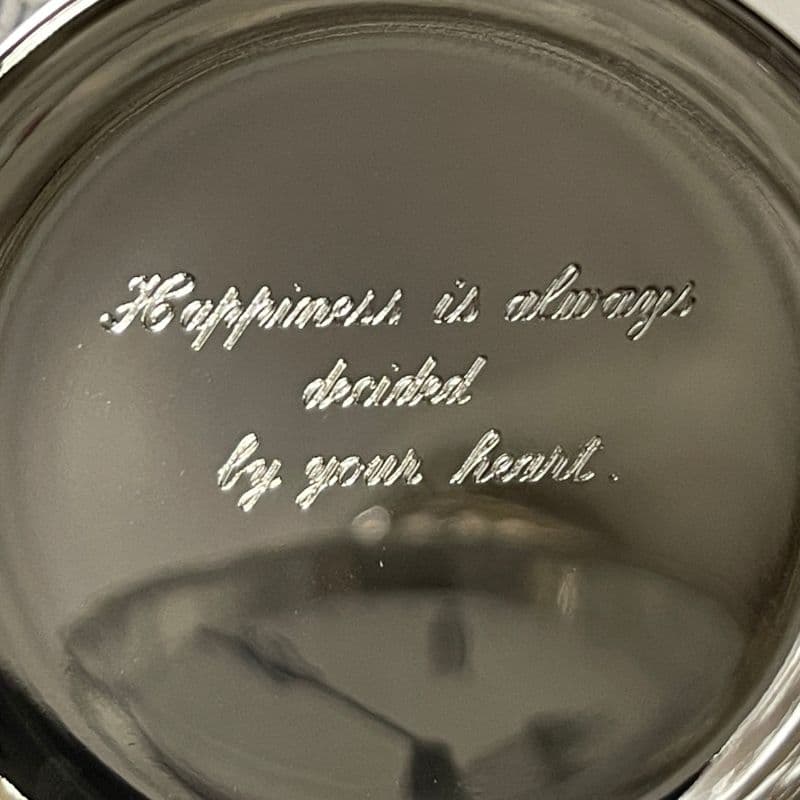 Happiness is always
decided
by your heart.